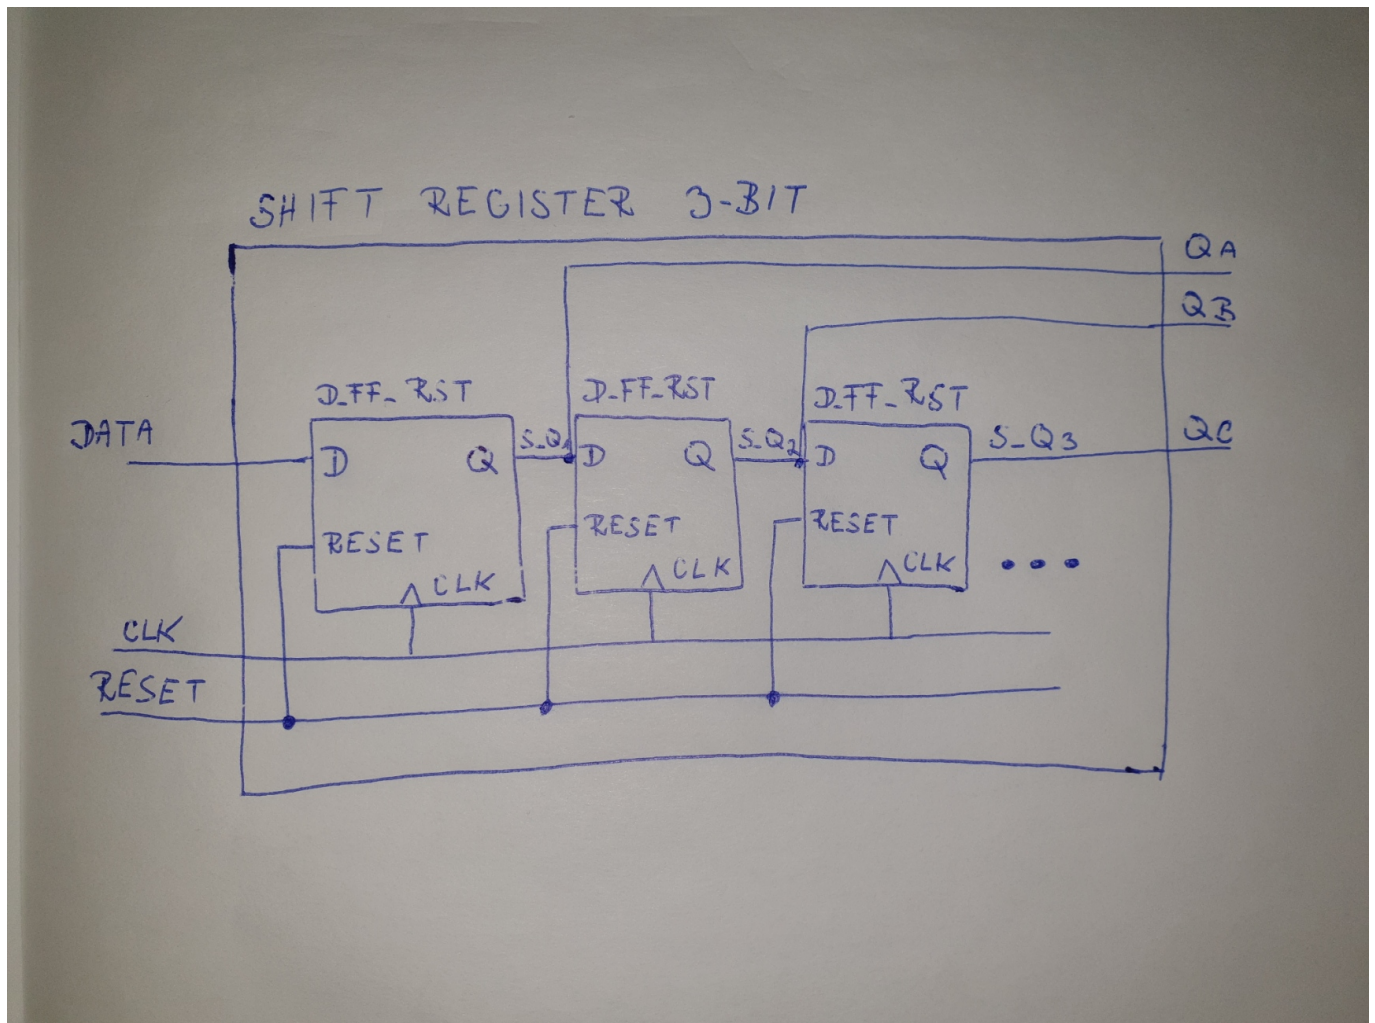 SHIFT REGISTER 3-BIT
QA
QB
D_FF_RST D_FF_RST D_FF_RST
DATA D Q S_Q1 D Q S_Q2 D Q S_Q3 QC
RESET RESET RESET
CLK CLK CLK
CLK
RESET